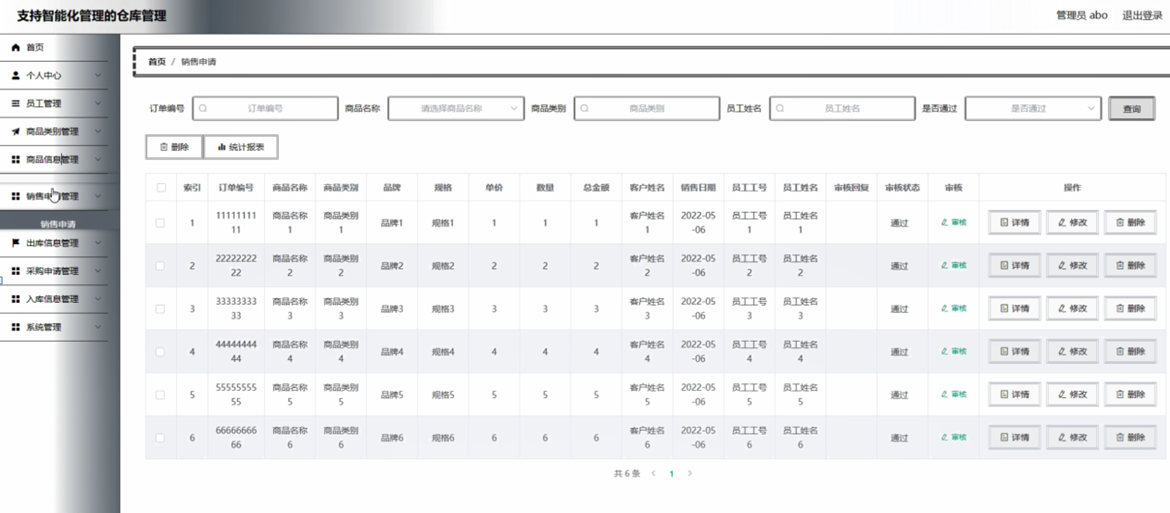 支持智能化管理的仓库管理
管理员 abo 退出登录
首页
个人中心
员工管理
商品类别管理
商品信息管理
销售申请管理
销售申请
出库信息管理
采购申请管理
入库信息管理
系统管理
首页 / 销售申请
订单编号 订单编号 商品名称 请选择商品名称 商品类别 商品类别 员工姓名 员工姓名 是否通过 是否通过 查询
删除 统计报表
索引 订单编号 商品名称 商品类别 品牌 规格 单价 数量 总金额 客户姓名 销售日期 员工工号 员工姓名 审核回复 审核状态 审核 操作
1 1111111111 商品名称1 商品类别1 品牌1 规格1 1 1 1 客户姓名1 2022-05-06 员工工号1 员工姓名1 通过 审核 详情 修改 删除
2 2222222222 商品名称2 商品类别2 品牌2 规格2 2 2 2 客户姓名2 2022-05-06 员工工号2 员工姓名2 通过 审核 详情 修改 删除
3 3333333333 商品名称3 商品类别3 品牌3 规格3 3 3 3 客户姓名3 2022-05-06 员工工号3 员工姓名3 通过 审核 详情 修改 删除
4 4444444444 商品名称4 商品类别4 品牌4 规格4 4 4 4 客户姓名4 2022-05-06 员工工号4 员工姓名4 通过 审核 详情 修改 删除
5 5555555555 商品名称5 商品类别5 品牌5 规格5 5 5 5 客户姓名5 2022-05-06 员工工号5 员工姓名5 通过 审核 详情 修改 删除
6 6666666666 商品名称6 商品类别6 品牌6 规格6 6 6 6 客户姓名6 2022-05-06 员工工号6 员工姓名6 通过 审核 详情 修改 删除
共 6 条 < 1 >